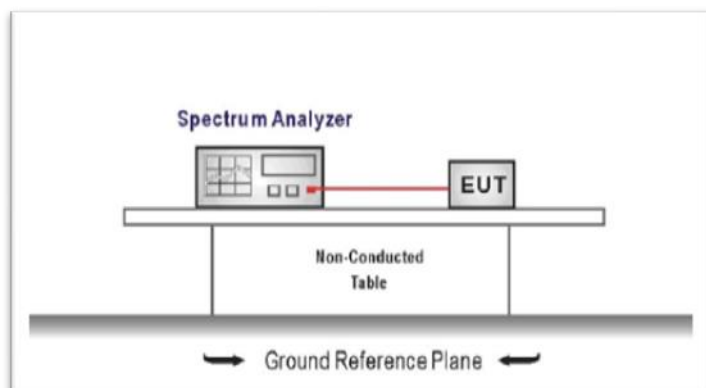 Spectrum Analyzer
EUT
Non-Conducted
Table
Ground Reference Plane